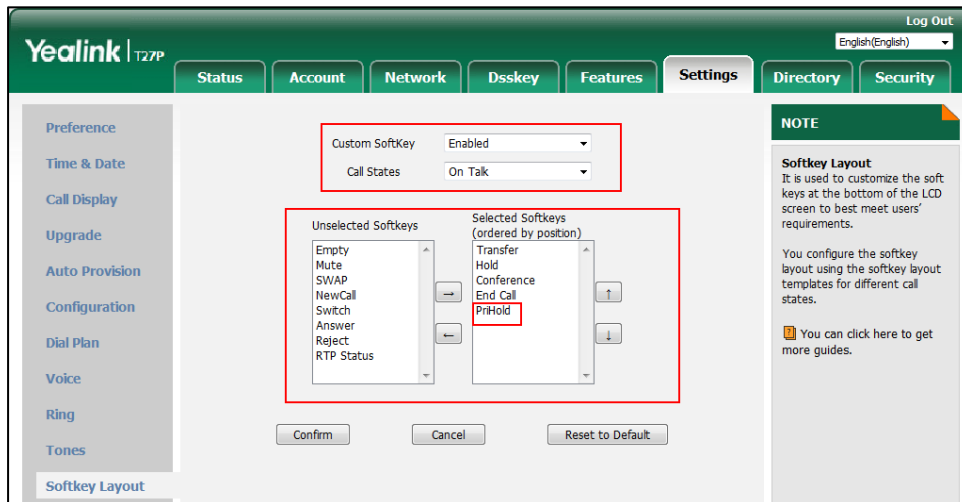 Log Out
Yealink | T27P
English(English)
Status
Account
Network
Dsskey
Features
Settings
Directory
Security
Preference
Time & Date
Call Display
Upgrade
Auto Provision
Configuration
Dial Plan
Voice
Ring
Tones
Softkey Layout
Custom SoftKey
Enabled
Call States
On Talk
Unselected Softkeys
Empty
Mute
SWAP
NewCall
Switch
Answer
Reject
RTP Status
→
←
Selected Softkeys
(ordered by position)
Transfer
Hold
Conference
End Call
PriHold
↑
↓
Confirm
Cancel
Reset to Default
NOTE
Softkey Layout
It is used to customize the soft
keys at the bottom of the LCD
screen to best meet users'
requirements.
You configure the softkey
layout using the softkey layout
templates for different call
states.
You can click here to get
more guides.